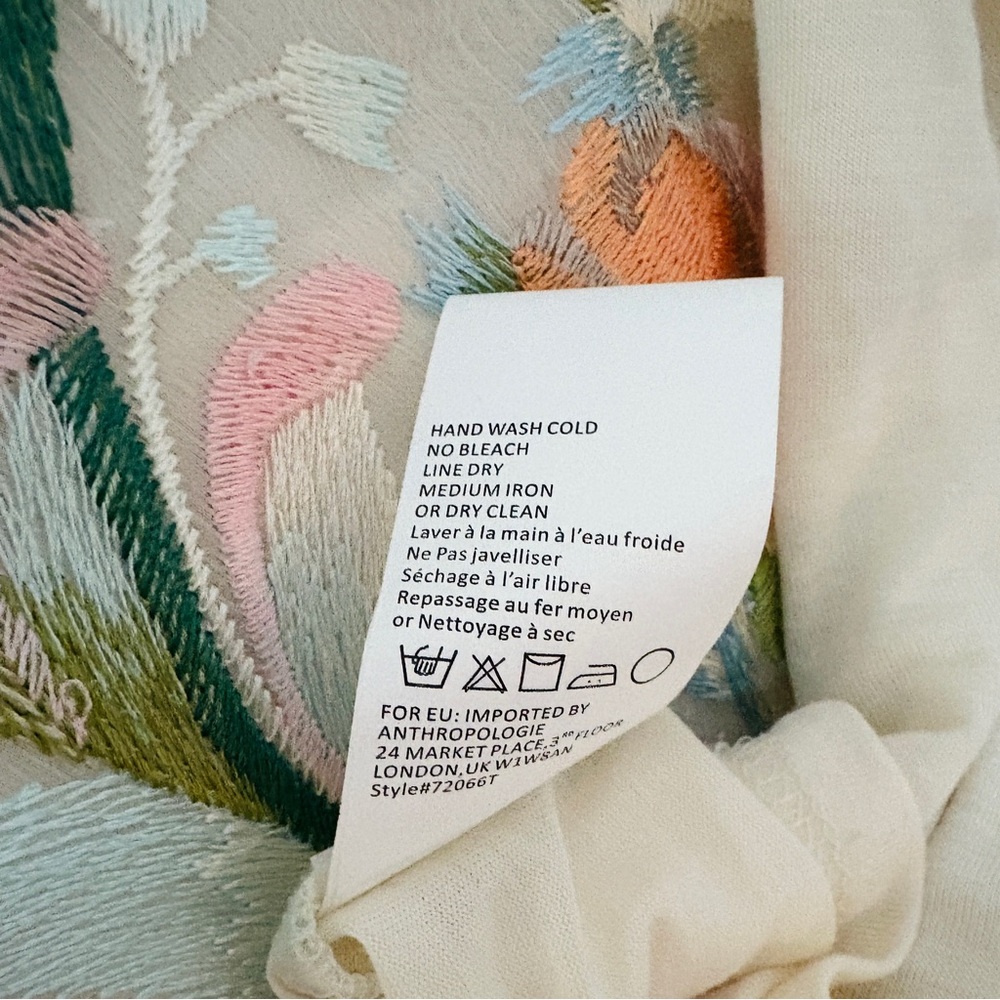 HAND WASH COLD
NO BLEACH
LINE DRY
MEDIUM IRON
OR DRY CLEAN
Laver à la main à l'eau froide
Ne Pas javelliser
Séchage à l'air libre
Repassage au fer moyen
or Nettoyage à sec
FOR EU: IMPORTED BY
ANTHROPOLOGIE
24 MARKET PLACE,3RD FLOOR
LONDON,UK W1W8AN
Style#72066T